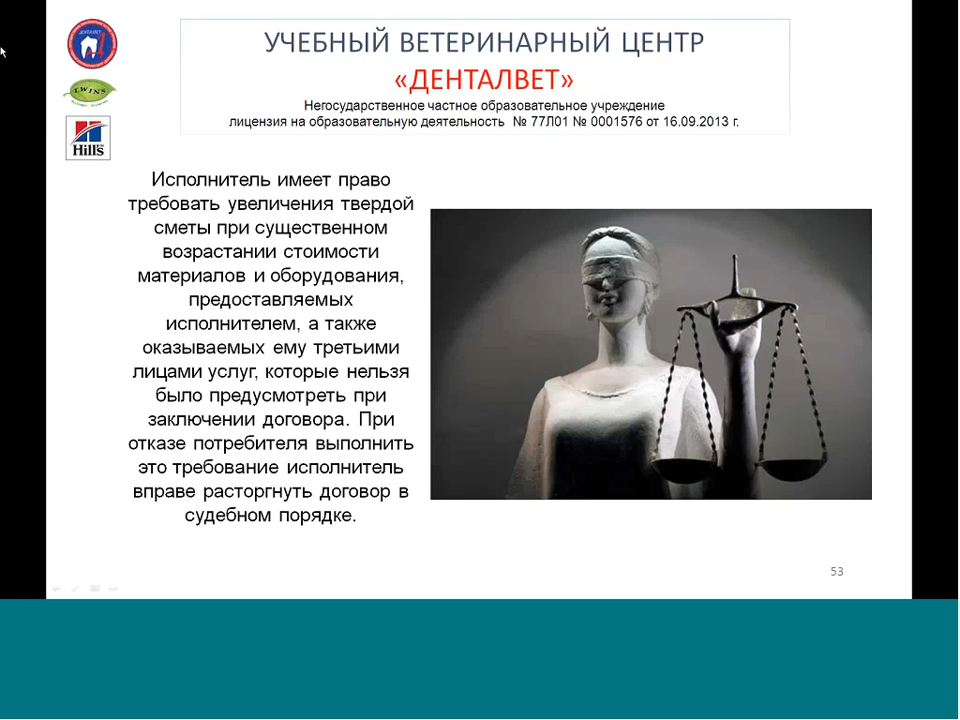 УЧЕБНЫЙ ВЕТЕРИНАРНЫЙ ЦЕНТР
«ДЕНТАЛВЕТ»
Негосударственное частное образовательное учреждение
лицензия на образовательную деятельность № 77Л01 № 0001576 от 16.09.2013 г.
TWINS
Hill's
Исполнитель имеет право
требовать увеличения твердой
сметы при существенном
возрастании стоимости
материалов и оборудования,
предоставляемых
исполнителем, а также
оказываемых ему третьими
лицами услуг, которые нельзя
было предусмотреть при
заключении договора. При
отказе потребителя выполнить
это требование исполнитель
вправе расторгнуть договор в
судебном порядке.
53